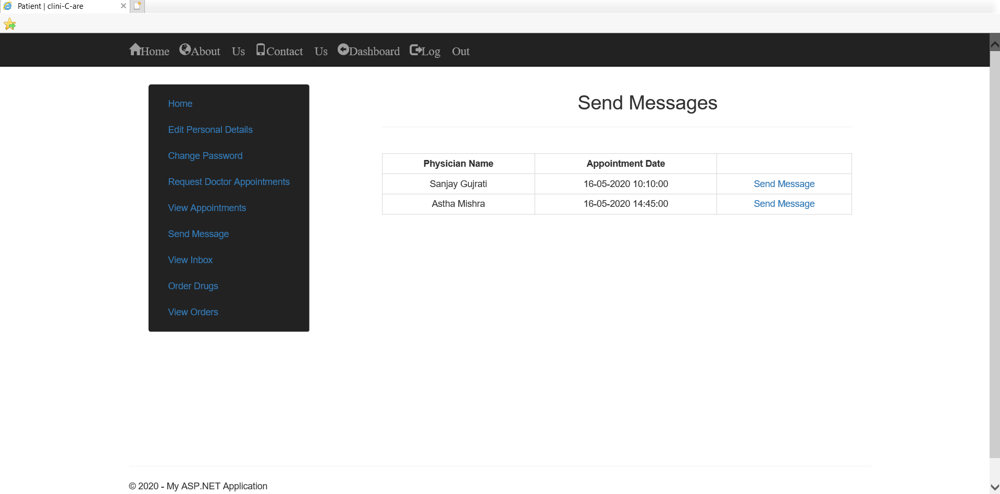 Patient | clini-C-are
Home About Us Contact Us Dashboard Log Out
Home
Edit Personal Details
Change Password
Request Doctor Appointments
View Appointments
Send Message
View Inbox
Order Drugs
View Orders
Send Messages
Physician Name Appointment Date
Sanjay Gujrati 16-05-2020 10:10:00 Send Message
Astha Mishra 16-05-2020 14:45:00 Send Message
© 2020 - My ASP.NET Application